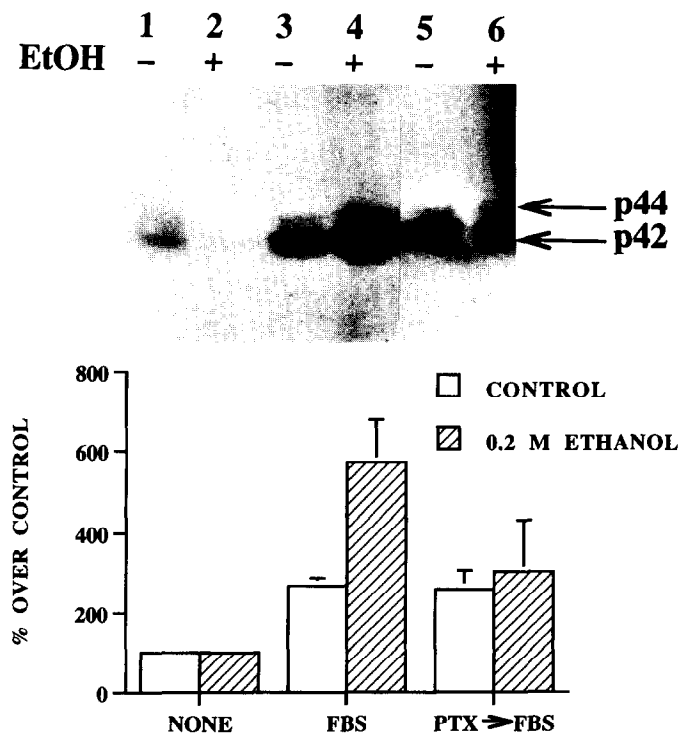 1 2 3 4 5 6
EtOH – + – + – +
p44
p42
800
600
400
200
0
% OVER CONTROL
CONTROL
0.2 M ETHANOL
NONE FBS PTX→FBS